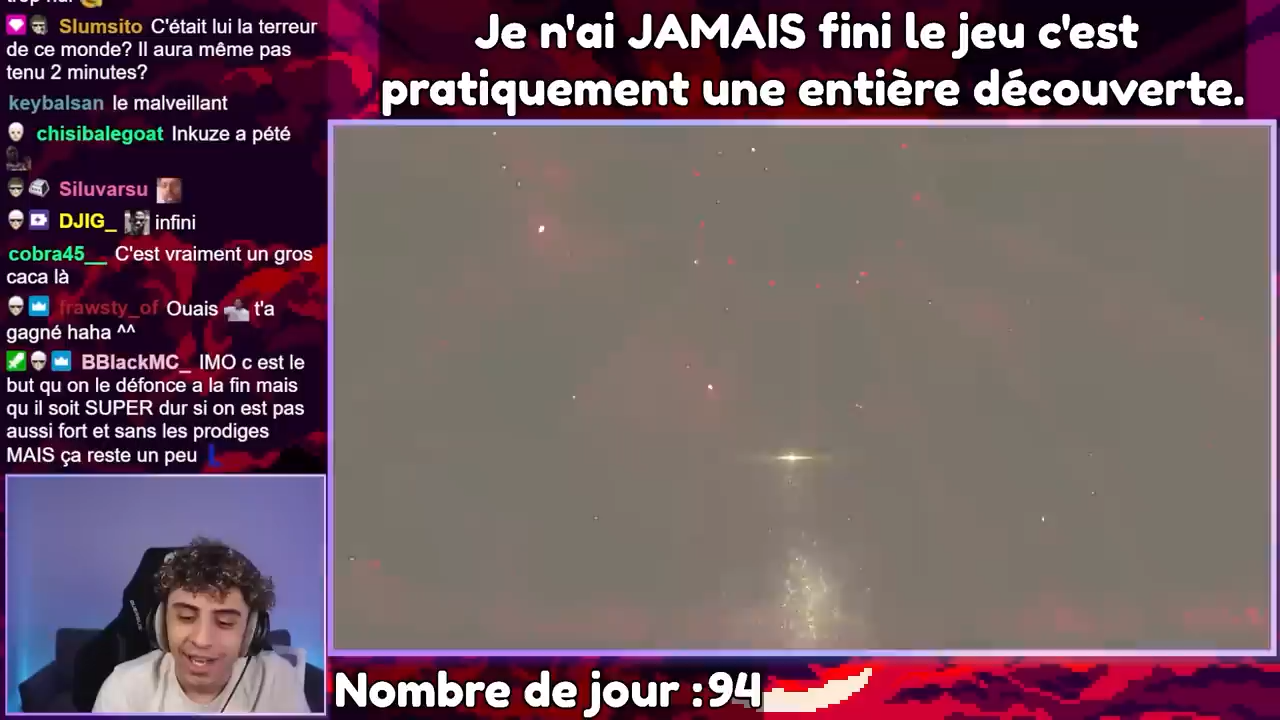 Slumsito C'était lui la terreur
de ce monde? Il aura même pas
tenu 2 minutes?
keybalsan le malveillant
chisibalegoat Inkuze a pété
Siluvarsu
DJIG_ infini
cobra45__ C'est vraiment un gros
caca là
frawsty_of Ouais t'a
gagné haha ^^
BBlackMC_ IMO c est le
but qu on le défonce a la fin mais
qu il soit SUPER dur si on est pas
aussi fort et sans les prodiges
MAIS ça reste un peu
Je n'ai JAMAIS fini le jeu c'est
pratiquement une entière découverte.
Nombre de jour :94